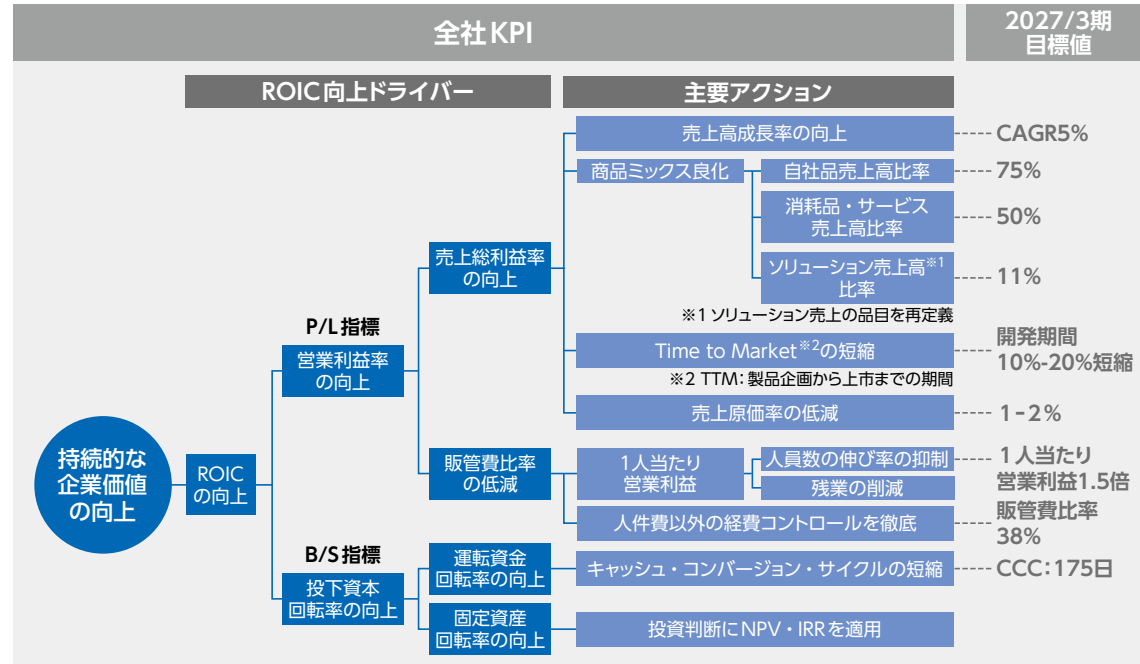 全社KPI
2027/3期
目標値
ROIC向上ドライバー
主要アクション
売上高成長率の向上
CAGR5%
商品ミックス良化
自社品売上高比率
75%
消耗品・サービス
売上高比率
50%
売上総利益率
の向上
ソリューション売上高※1
比率
11%
※1 ソリューション売上の品目を再定義
P/L指標
営業利益率
の向上
Time to Market※2の短縮
開発期間
10%-20%短縮
※2 TTM：製品企画から上市までの期間
売上原価率の低減
1-2%
持続的な
企業価値
の向上
ROIC
の向上
販管費比率
の低減
1人当たり
営業利益
人員数の伸び率の抑制
残業の削減
1人当たり
営業利益1.5倍
人件費以外の経費コントロールを徹底
販管費比率
38%
B/S指標
投下資本
回転率の向上
運転資金
回転率の向上
キャッシュ・コンバージョン・サイクルの短縮
CCC：175日
固定資産
回転率の向上
投資判断にNPV・IRRを適用